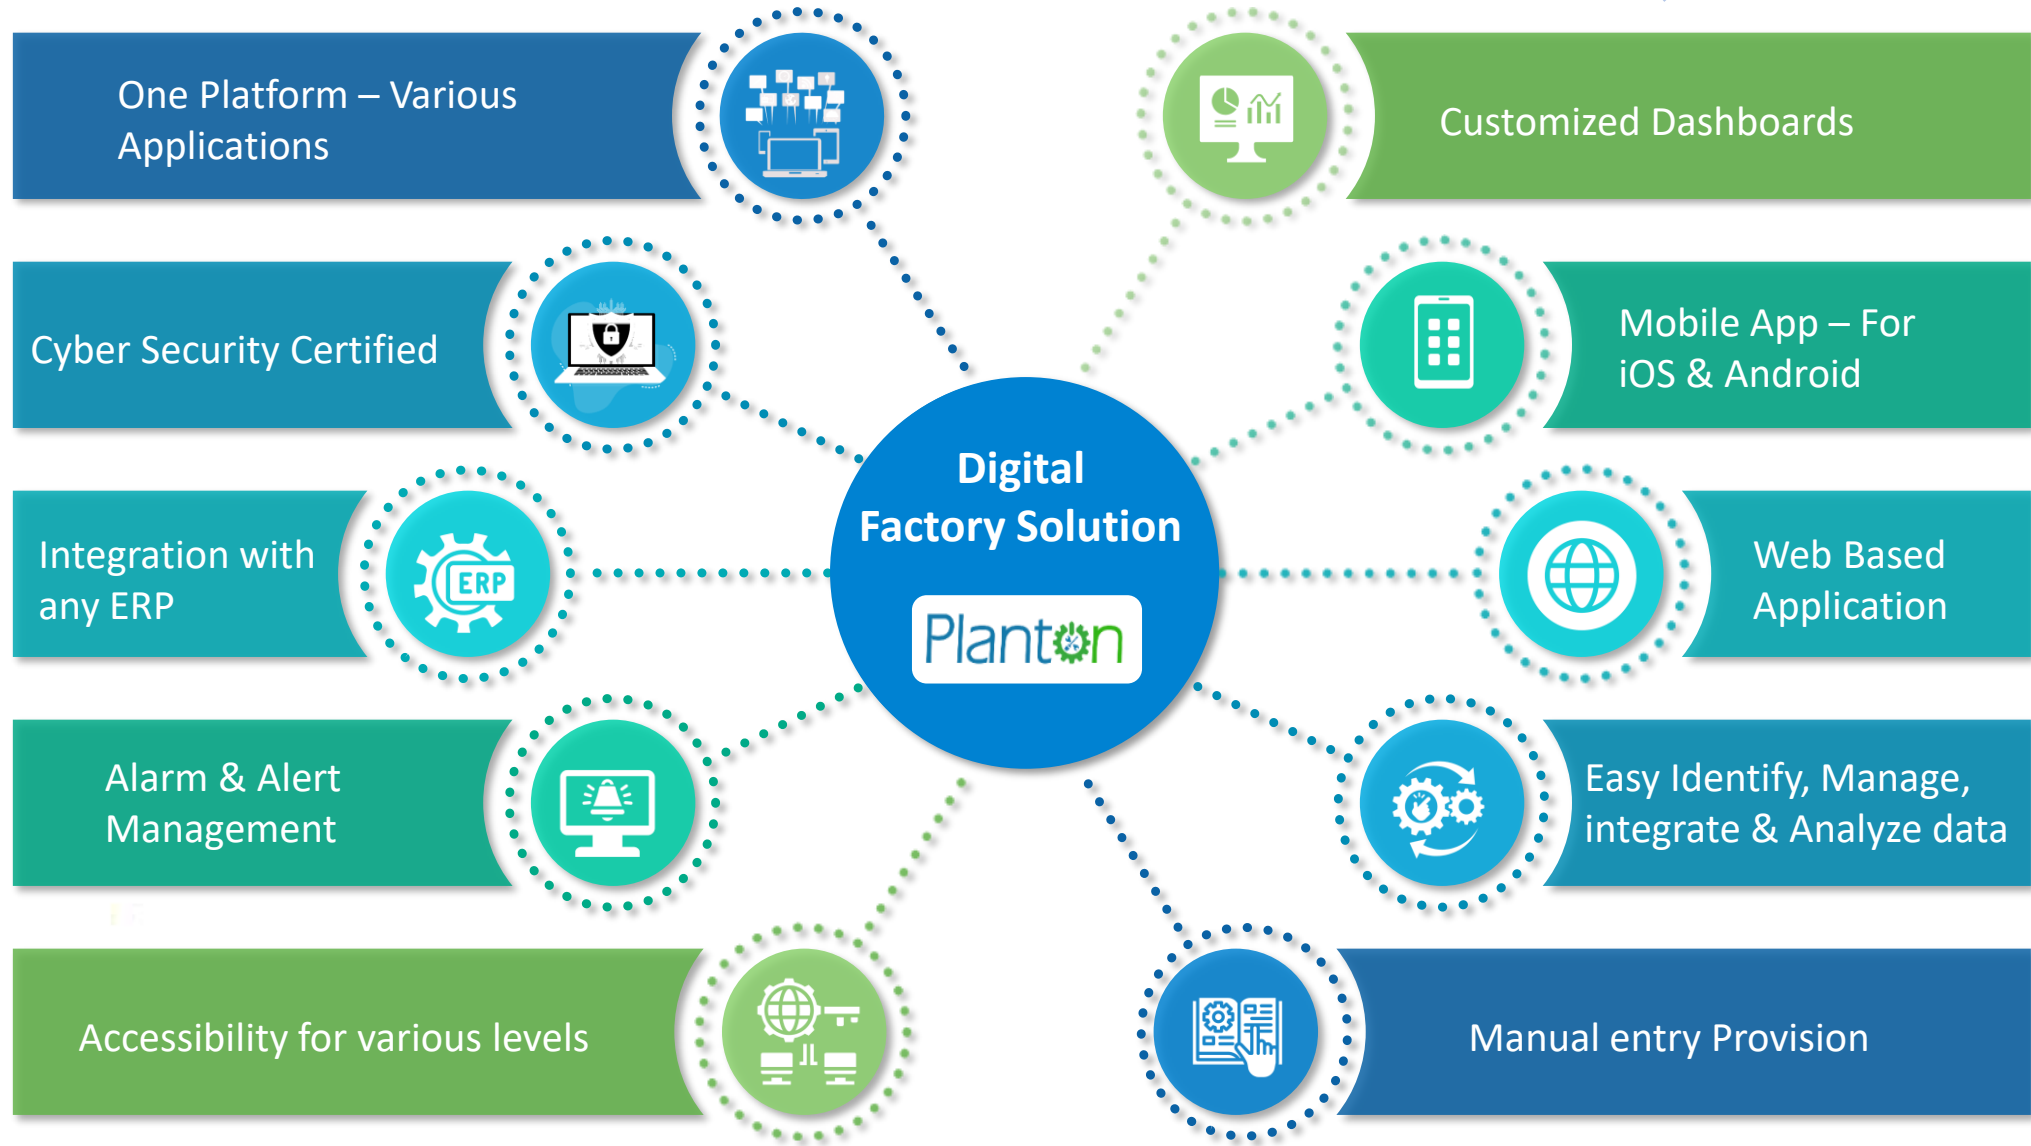 One Platform – Various
Applications
Customized Dashboards
Cyber Security Certified
Mobile App – For
iOS & Android
Digital
Factory Solution
Planton
Integration with
any ERP
ERP
Web Based
Application
Alarm & Alert
Management
Easy Identify, Manage,
integrate & Analyze data
Accessibility for various levels
Manual entry Provision